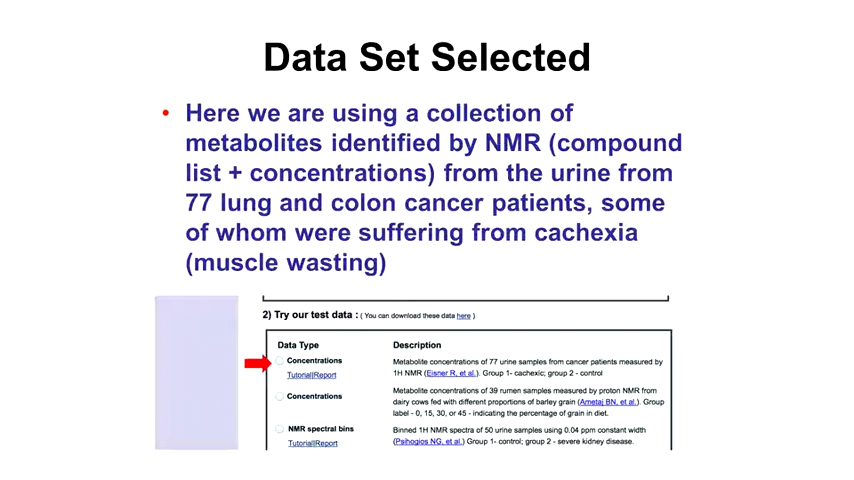 Data Set Selected
• Here we are using a collection of
metabolites identified by NMR (compound
list + concentrations) from the urine from
77 lung and colon cancer patients, some
of whom were suffering from cachexia
(muscle wasting)
2) Try our test data : ( You can download these data here )
Data Type Description
Concentrations Metabolite concentrations of 77 urine samples from cancer patients measured by
Tutorial|Report 1H NMR (Eisner R, et al.). Group 1- cachexic; group 2 - control
Concentrations Metabolite concentrations of 39 rumen samples measured by proton NMR from
dairy cows fed with different proportions of barley grain (Ametaj BN, et al.). Group
label - 0, 15, 30, or 45 - indicating the percentage of grain in diet.
NMR spectral bins Binned 1H NMR spectra of 50 urine samples using 0.04 ppm constant width
Tutorial|Report (Psihogios NG, et al.) Group 1- control; group 2 - severe kidney disease.